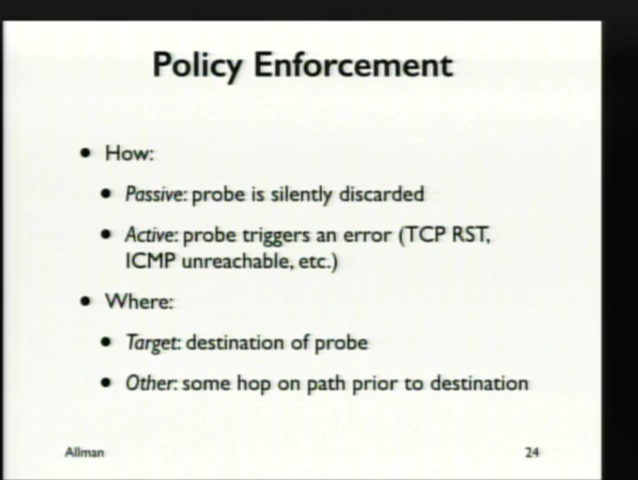 Policy Enforcement
• How:
• Passive: probe is silently discarded
• Active: probe triggers an error (TCP RST,
ICMP unreachable, etc.)
• Where:
• Target: destination of probe
• Other: some hop on path prior to destination
Allman
24